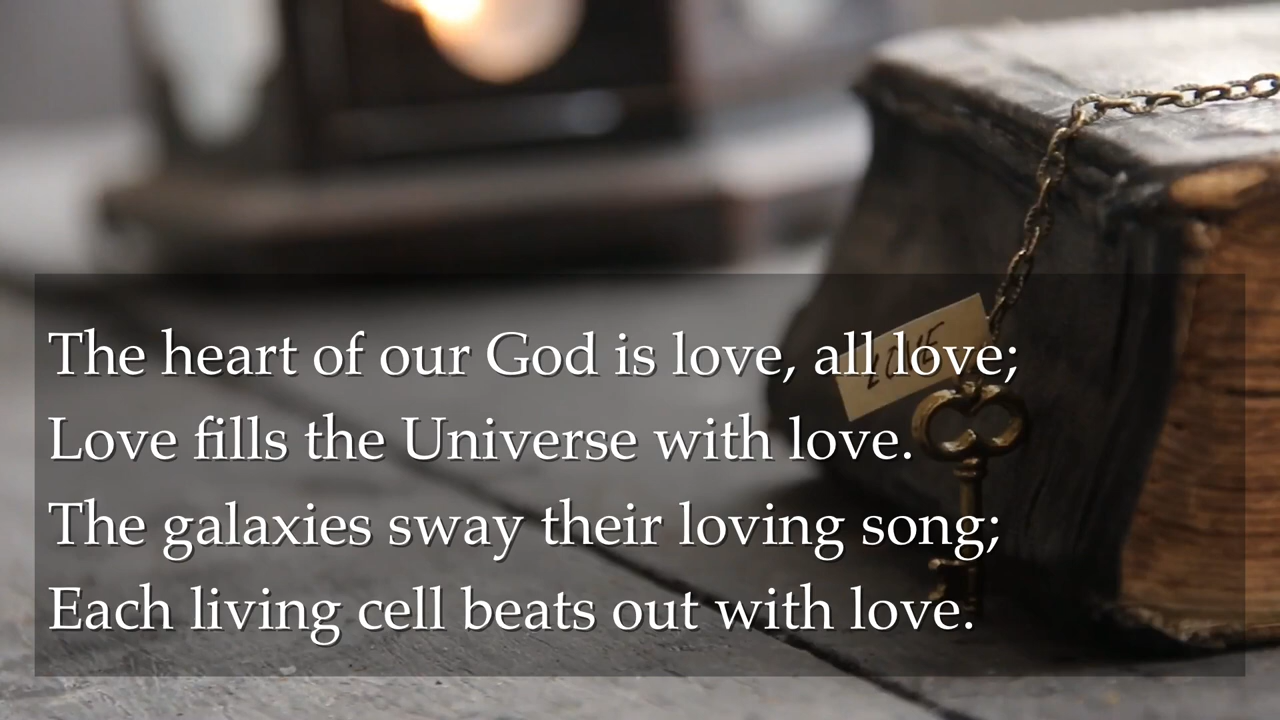 The heart of our God is love, all love;
Love fills the Universe with love.
The galaxies sway their loving song;
Each living cell beats out with love.
LOVE